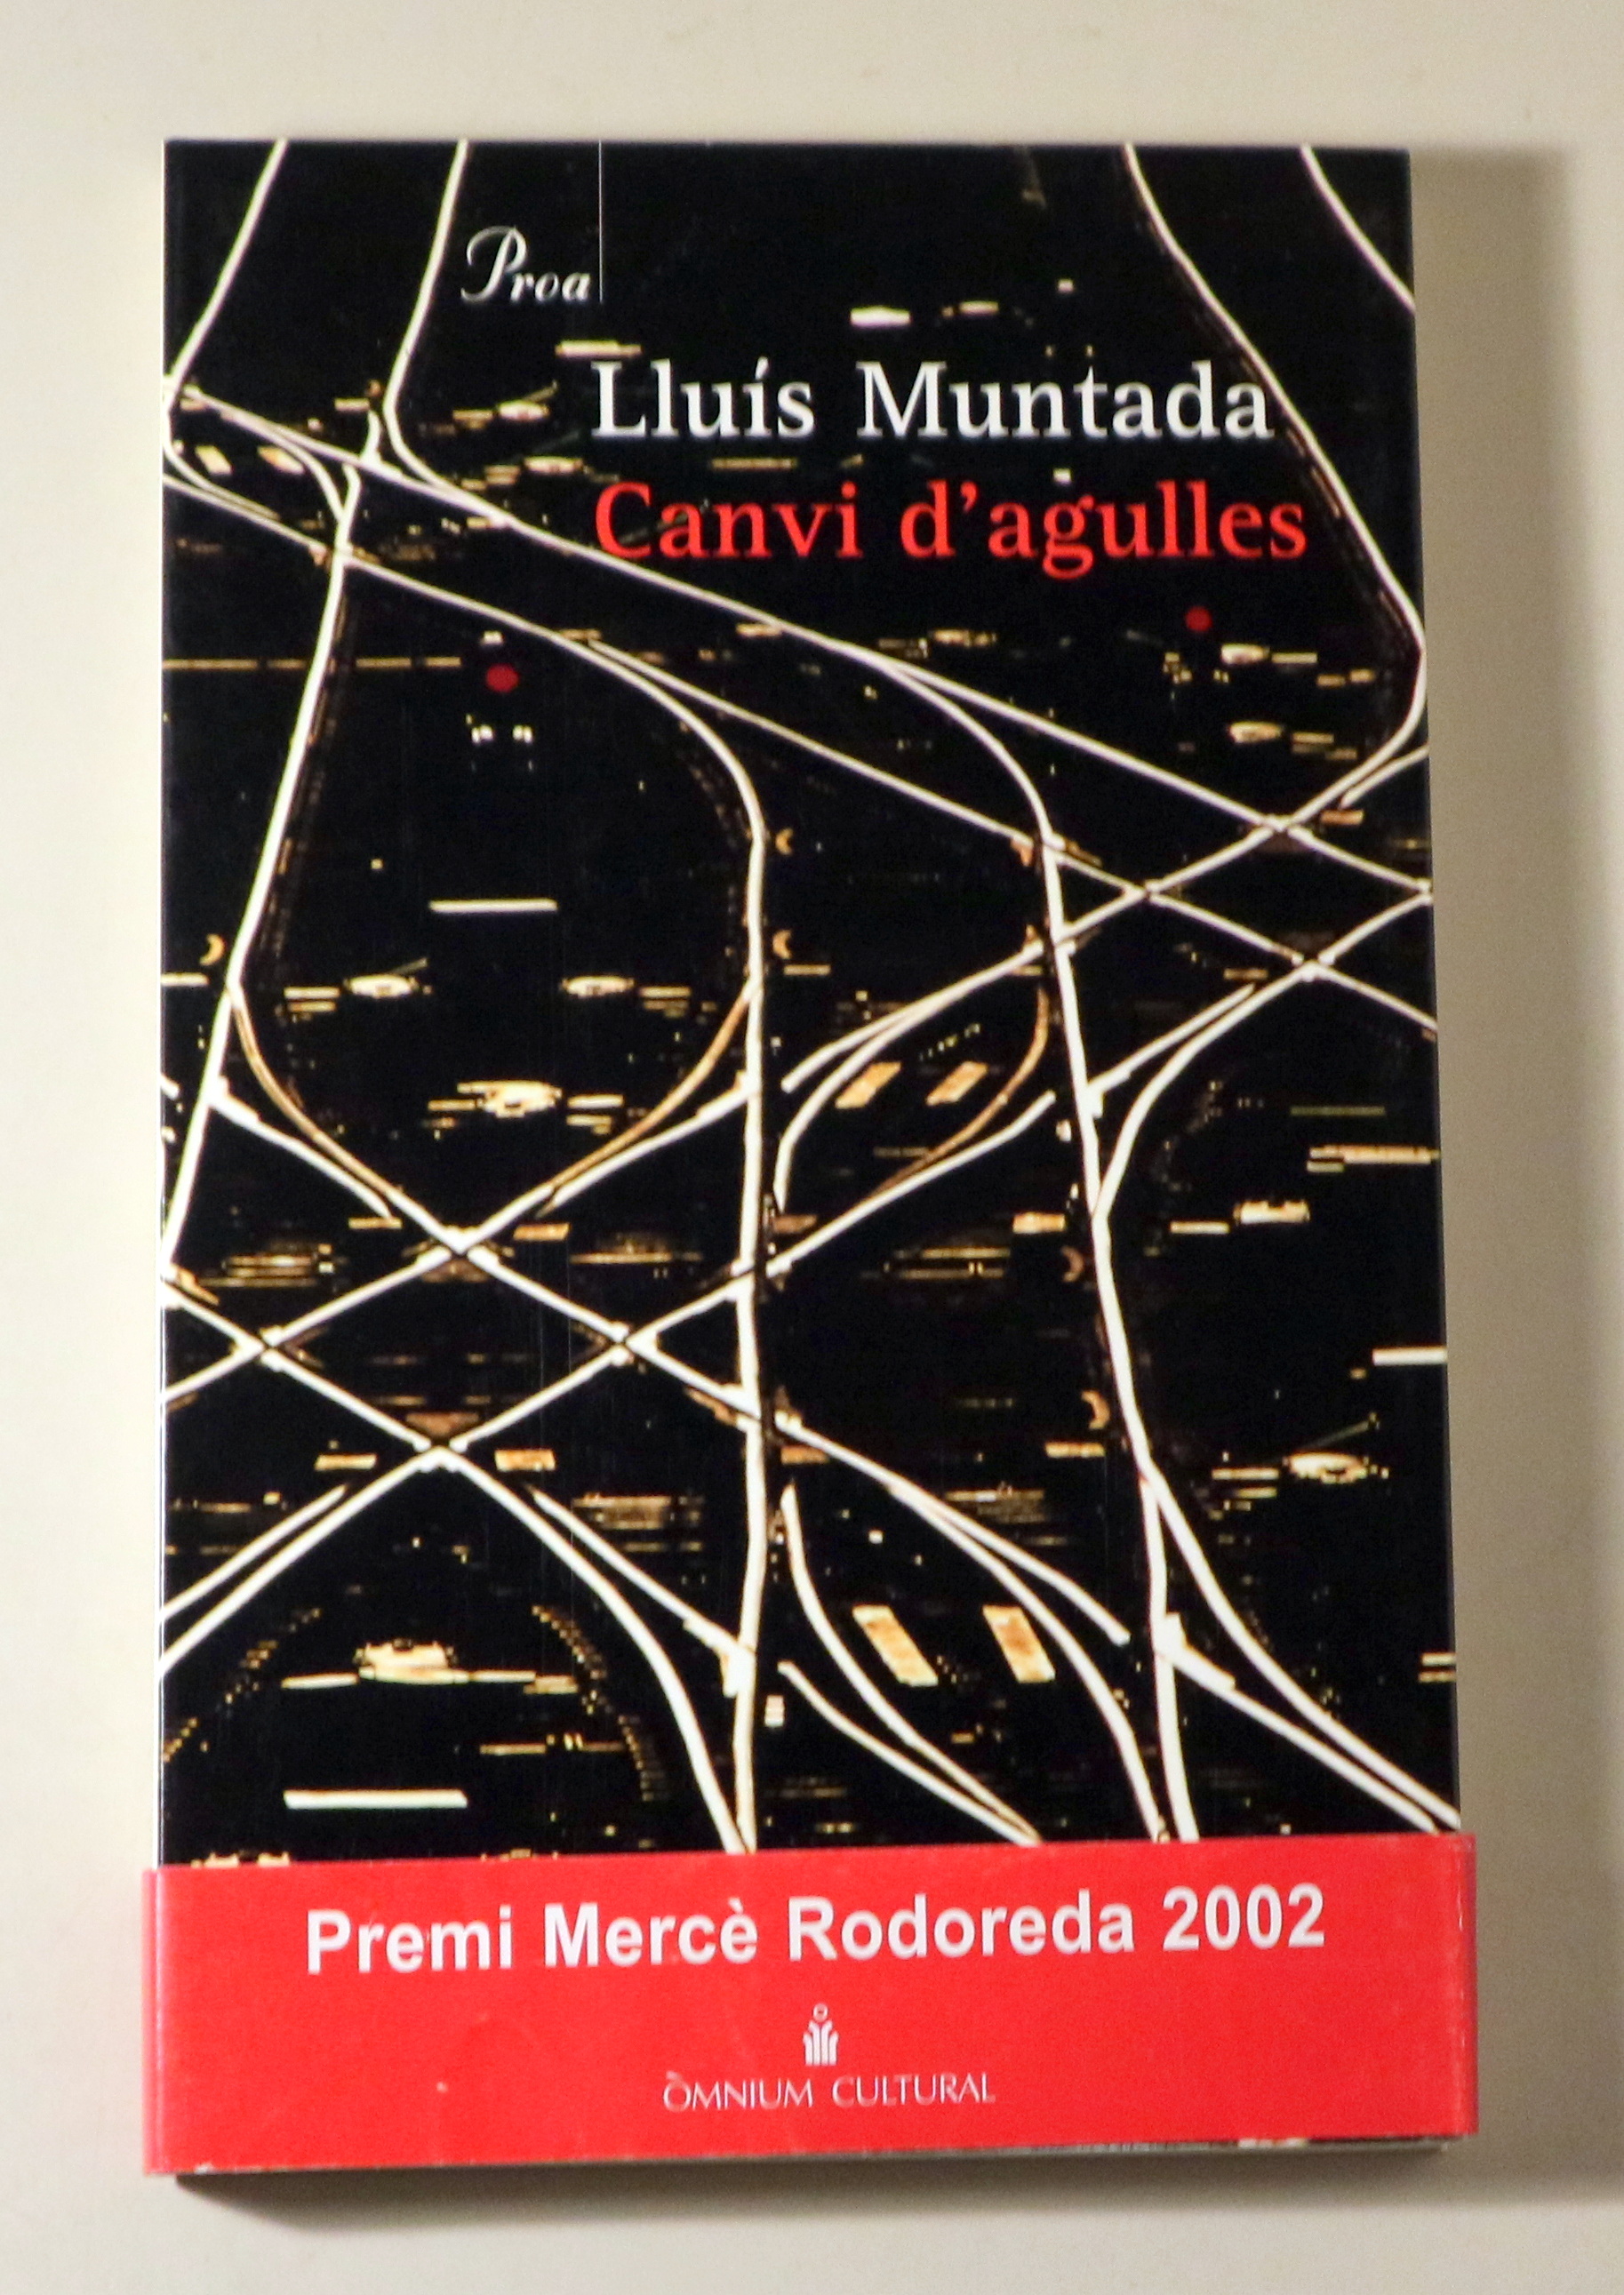 Proa
Lluís Muntada
Canvi d'agulles
Premi Mercè Rodoreda 2002
ÒMNIUM CULTURAL